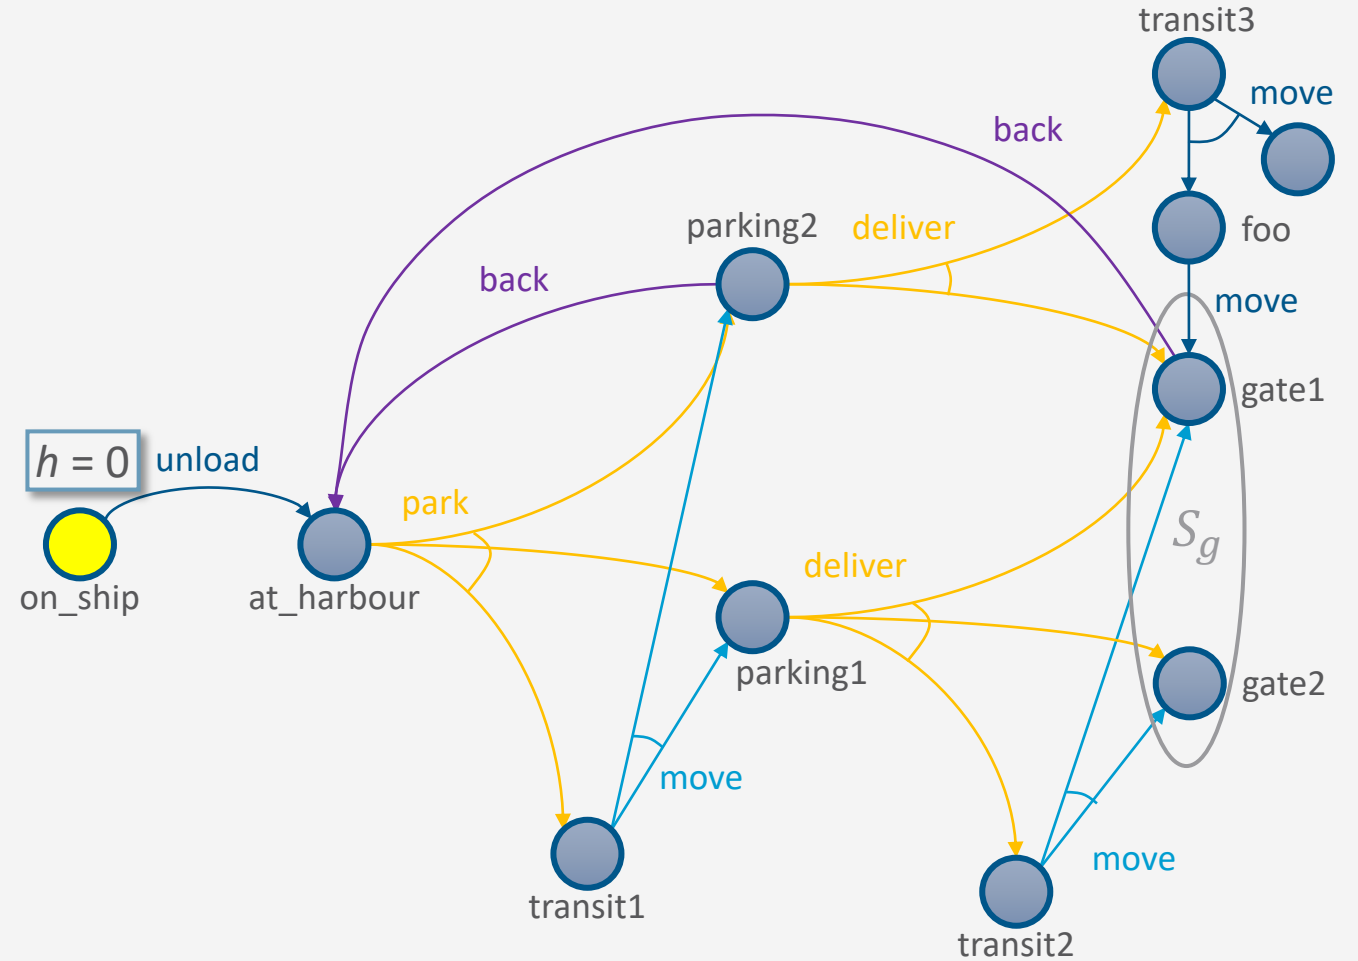 transit3
move
back
parking2
deliver
foo
back
move
gate1
h = 0
unload
park
S_g
on_ship
at_harbour
deliver
parking1
gate2
move
move
transit1
transit2